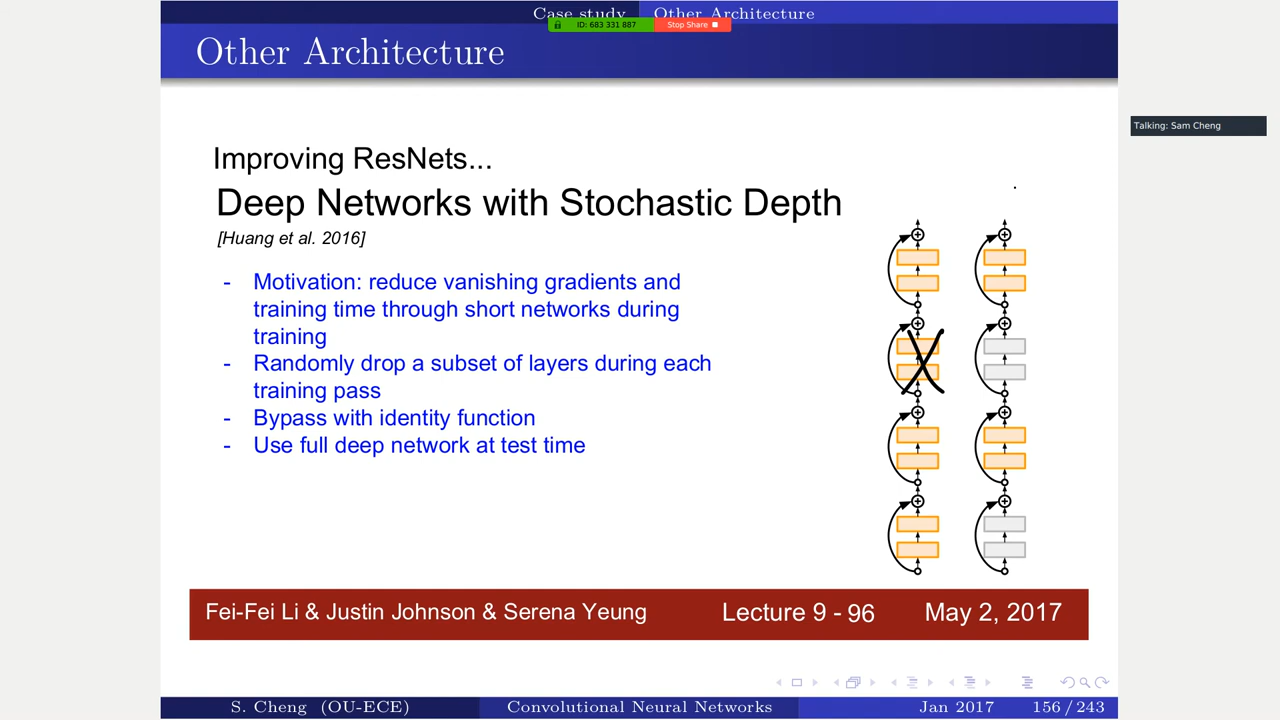 Case study Other Architecture
ID: 683 331 887 Stop Share
Other Architecture
Talking: Sam Cheng
Improving ResNets...
Deep Networks with Stochastic Depth
[Huang et al. 2016]
- Motivation: reduce vanishing gradients and
training time through short networks during
training
- Randomly drop a subset of layers during each
training pass
- Bypass with identity function
- Use full deep network at test time
Fei-Fei Li & Justin Johnson & Serena Yeung Lecture 9 - 96 May 2, 2017
S. Cheng (OU-ECE) Convolutional Neural Networks Jan 2017 156 / 243